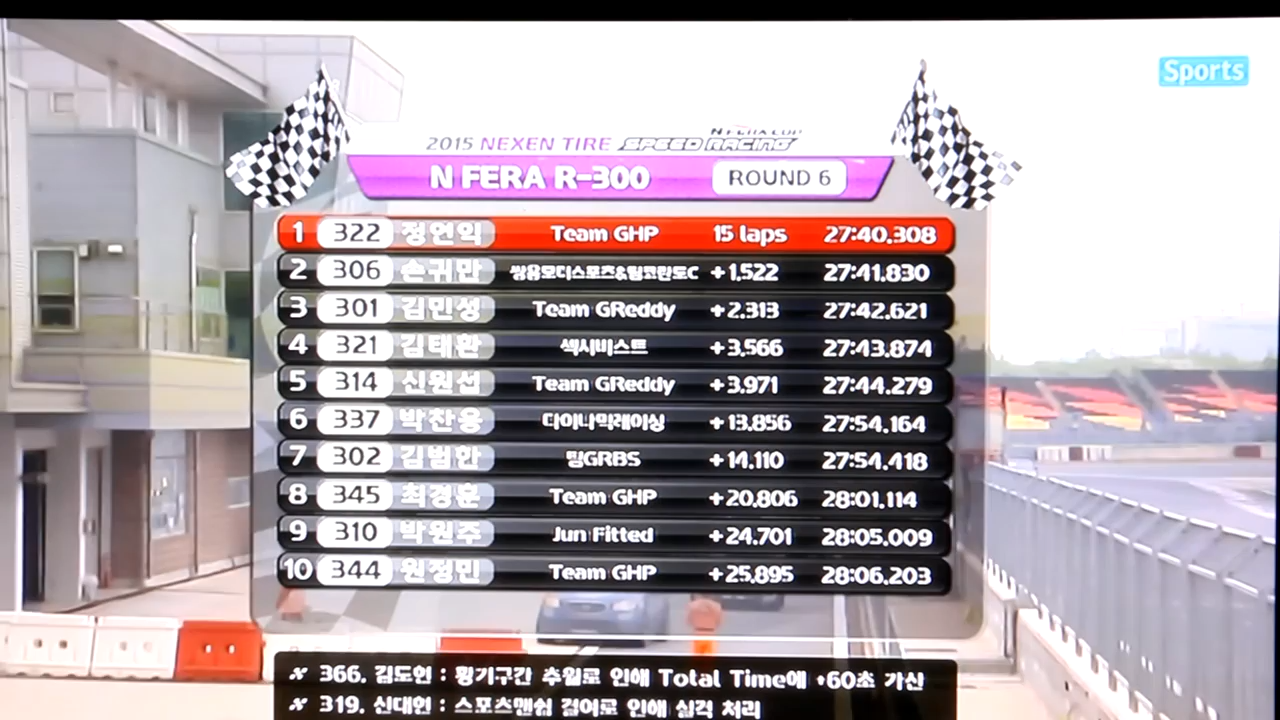 Sports
2015 NEXEN TIRE N FERA CUP SPEED RACING
N FERA R-300 ROUND 6
1 322 정연익 Team GHP 15 laps 27:40.308
2 306 손귀만 쌍용모터스포츠&팀코란도C +1.522 27:41.830
3 301 김민성 Team GReddy +2.313 27:42.621
4 321 김태환 섹시비스트 +3.566 27:43.874
5 314 신원선 Team GReddy +3.971 27:44.279
6 337 박찬용 다이나믹레이싱 +13.856 27:54.164
7 302 김범한 팀GRBS +14.110 27:54.418
8 345 최경훈 Team GHP +20.806 28:01.114
9 310 박원주 Jun Fitted +24.701 28:05.009
10 344 원정민 Team GHP +25.895 28:06.203
※ 366. 김도현 : 황기구간 추월로 인해 Total Time에 +60초 가산
※ 319. 신대현 : 스포츠맨쉽 결여로 인해 실격 처리